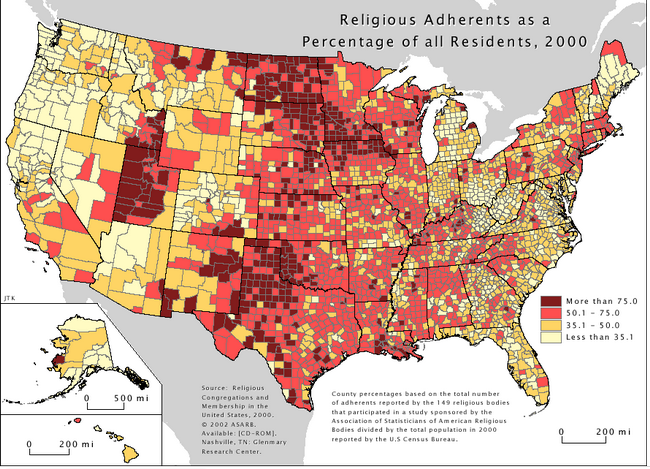 Religious Adherents as a
Percentage of all Residents, 2000
JTK
More than 75.0
50.1 - 75.0
35.1 - 50.0
Less than 35.1
0 500 mi
0 200 mi
Source: Religious
Congregations and
Membership in the
United States, 2000.
© 2002 ASARB.
Available: [CD-ROM],
Nashville, TN: Glenmary
Research Center.
County percentages based on the total number
of adherents reported by the 149 religious bodies
that participated in a study sponsored by the
Association of Statisticians of American Religious
Bodies divided by the total population in 2000
reported by the U.S Census Bureau.
0 200 mi